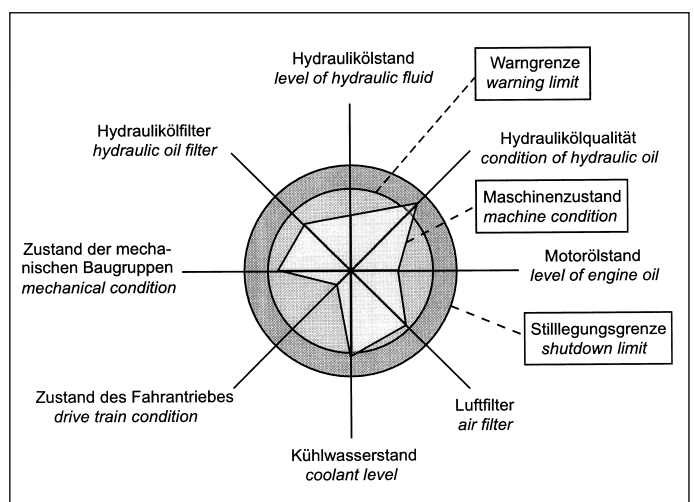 Hydraulikölstand
level of hydraulic fluid
Warngrenze
warning limit
Hydraulikölfilter
hydraulic oil filter
Hydraulikölqualität
condition of hydraulic oil
Maschinenzustand
machine condition
Zustand der mecha-
nischen Baugruppen
mechanical condition
Motorölstand
level of engine oil
Stilllegungsgrenze
shutdown limit
Zustand des Fahrantriebes
drive train condition
Luftfilter
air filter
Kühlwasserstand
coolant level